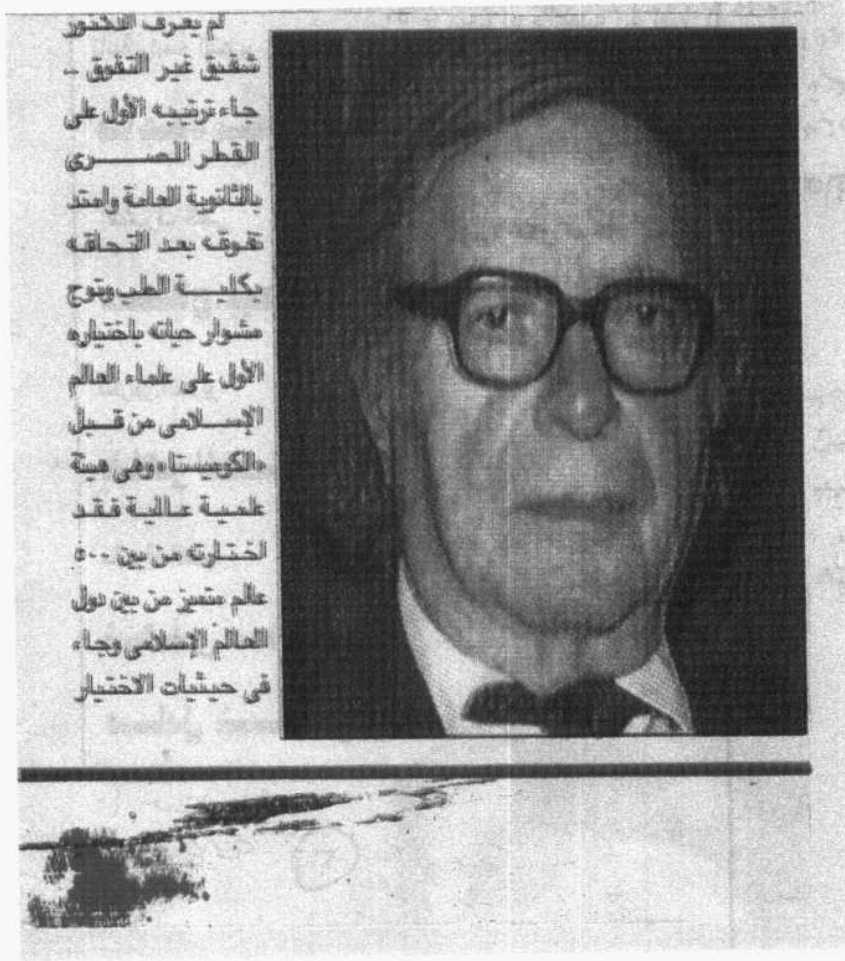 لم يعرف الدكتور
شفيق غير التفوق ..
جاء ترتيبه الأول على
القطر المصرى
بالثانوية العامة وامتد
تفوقه بعد التحاقه
بكلية الطب وتوج
مشوار حياته باختياره
الأول على علماء العالم
الإسلامى من قبل
«الكوميستا» وهى هيئة
علمية عالية فقد
اختارته من بين ٥٠٠
عالم متميز من بين دول
العالم الإسلامى وجاء
فى حيثيات الاختيار